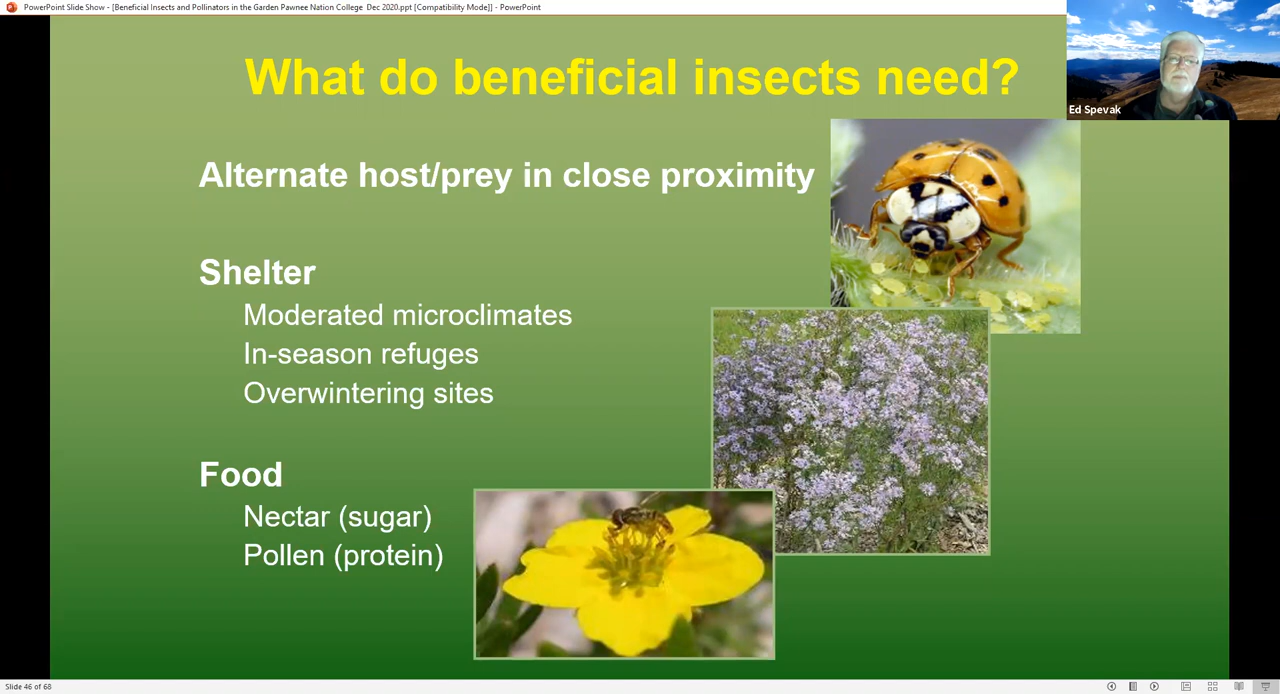 PowerPoint Slide Show - [Beneficial Insects and Pollinators in the Garden Pawnee Nation College  Dec 2020.ppt [Compatibility Mode]] - PowerPoint
What do beneficial insects need?
Ed Spevak
Alternate host/prey in close proximity
Shelter
Moderated microclimates
In-season refuges
Overwintering sites
Food
Nectar (sugar)
Pollen (protein)
Slide 46 of 68